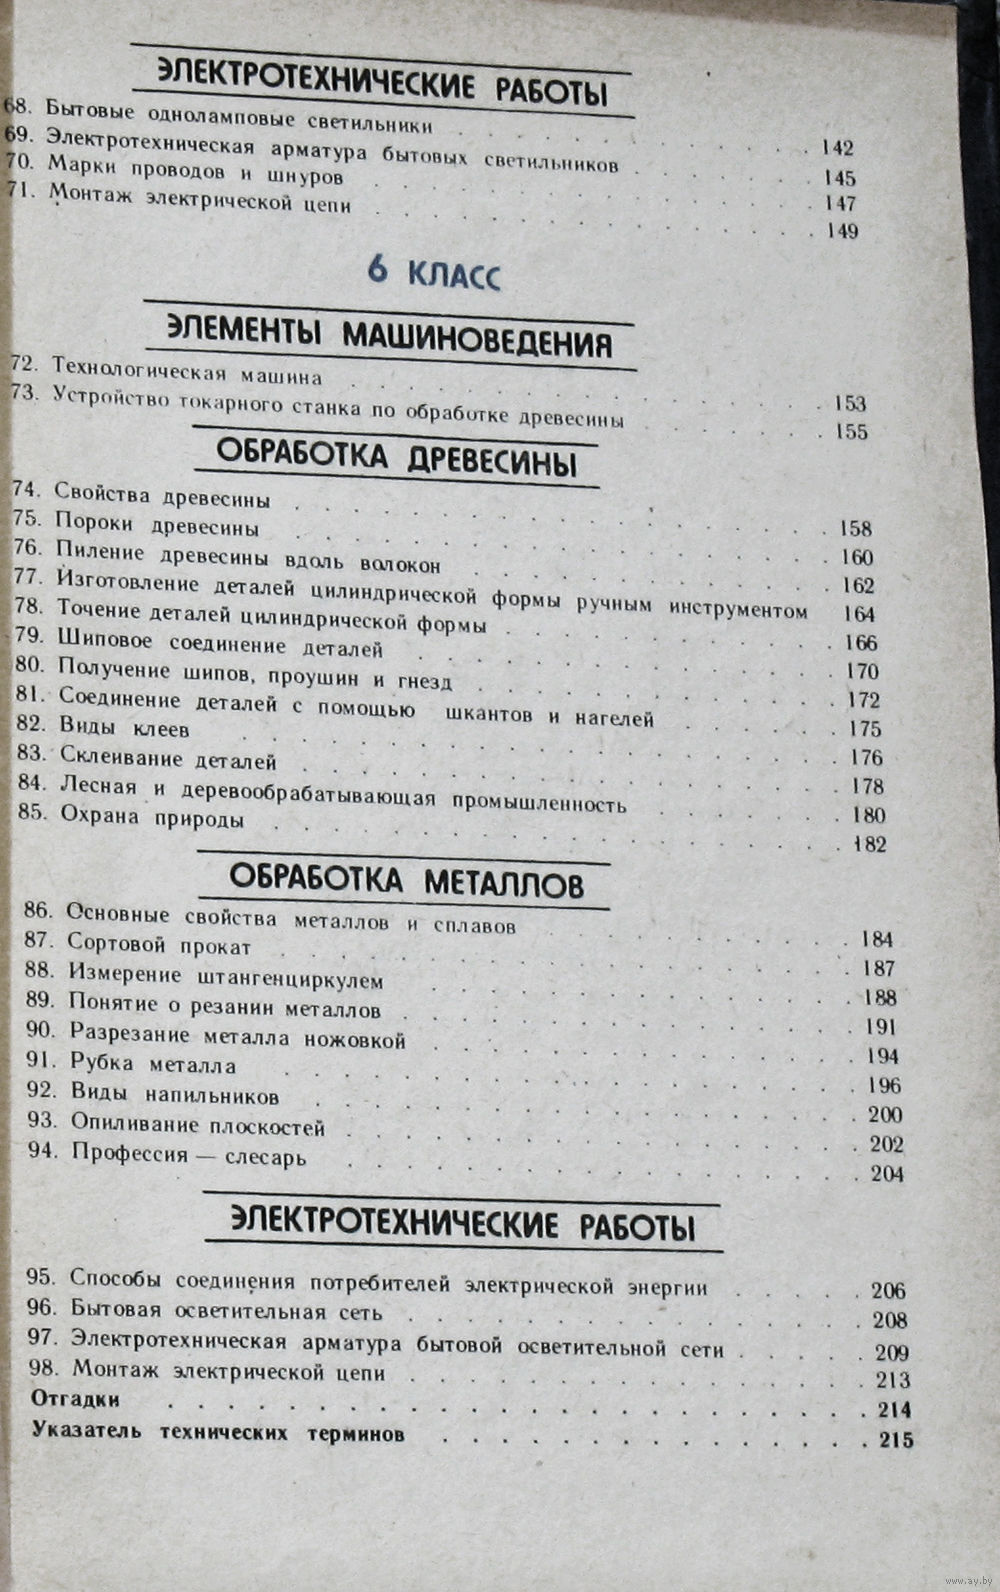 ЭЛЕКТРОТЕХНИЧЕСКИЕ РАБОТЫ
68. Бытовые одноламповые светильники . . . . . . . . . . 142
69. Электротехническая арматура бытовых светильников . . . . . . 145
70. Марки проводов и шнуров . . . . . . . . . . . . 147
71. Монтаж электрической цепи . . . . . . . . . . . . 149
6 КЛАСС
ЭЛЕМЕНТЫ МАШИНОВЕДЕНИЯ
72. Технологическая машина . . . . . . . . . . . . 153
73. Устройство токарного станка по обработке древесины . . . . . . 155
ОБРАБОТКА ДРЕВЕСИНЫ
74. Свойства древесины . . . . . . . . . . . . . 158
75. Пороки древесины . . . . . . . . . . . . . 160
76. Пиление древесины вдоль волокон . . . . . . . . . . 162
77. Изготовление деталей цилиндрической формы ручным инструментом 164
78. Точение деталей цилиндрической формы . . . . . . . . . 166
79. Шиповое соединение деталей . . . . . . . . . . . 170
80. Получение шипов, проушин и гнезд . . . . . . . . . . 172
81. Соединение деталей с помощью шкантов и нагелей . . . . . . 175
82. Виды клеев . . . . . . . . . . . . . . . 176
83. Склеивание деталей . . . . . . . . . . . . . 178
84. Лесная и деревообрабатывающая промышленность . . . . . . 180
85. Охрана природы . . . . . . . . . . . . . . 182
ОБРАБОТКА МЕТАЛЛОВ
86. Основные свойства металлов и сплавов . . . . . . . . . 184
87. Сортовой прокат . . . . . . . . . . . . . . 187
88. Измерение штангенциркулем . . . . . . . . . . . 188
89. Понятие о резании металлов . . . . . . . . . . . 191
90. Разрезание металла ножовкой . . . . . . . . . . . 194
91. Рубка металла . . . . . . . . . . . . . . 196
92. Виды напильников . . . . . . . . . . . . . 200
93. Опиливание плоскостей . . . . . . . . . . . . 202
94. Профессия — слесарь . . . . . . . . . . . . 204
ЭЛЕКТРОТЕХНИЧЕСКИЕ РАБОТЫ
95. Способы соединения потребителей электрической энергии . . . . . 206
96. Бытовая осветительная сеть . . . . . . . . . . . 208
97. Электротехническая арматура бытовой осветительной сети . . . . . 209
98. Монтаж электрической цепи . . . . . . . . . . . 213
Отгадки . . . . . . . . . . . . . . . . 214
Указатель технических терминов . . . . . . . . . . . 215
www.ay.by